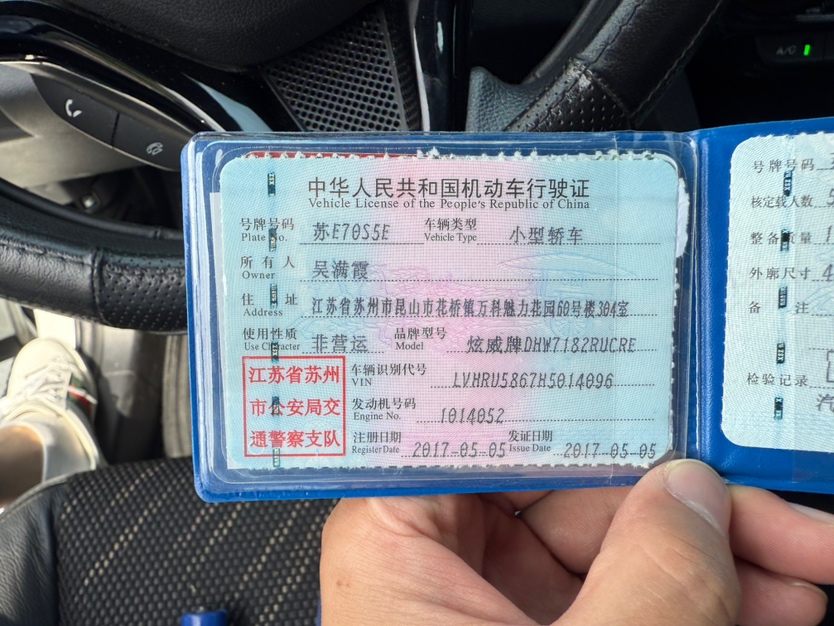 中华人民共和国机动车行驶证
Vehicle License of the People's Republic of China
号牌号码 苏E70S5E 车辆类型 小型轿车
Plate No. Vehicle Type
所有人 吴满霞
Owner
住址 江苏省苏州市昆山市花桥镇万科魅力花园60号楼304室
Address
使用性质 非营运 品牌型号 炫威牌DHW7182RUCRE
Use Character Model
江苏省苏州
市公安局交
通警察支队
车辆识别代号 LVHRU5867H5014096
VIN
发动机号码 1014052
Engine No.
注册日期 2017-05-05 发证日期 2017-05-05
Register Date Issue Date
号牌号码
核定载人数
整备质量
外廓尺寸 4
备注
检验记录
A/C